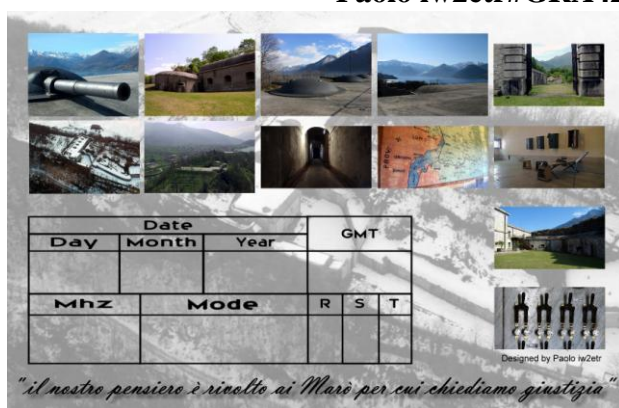 Date
GMT
Day Month Year
Mhz Mode R S T
Designed by Paolo iw2etr
"il nostro pensiero è rivolto ai Marò per cui chiediamo giustizia"